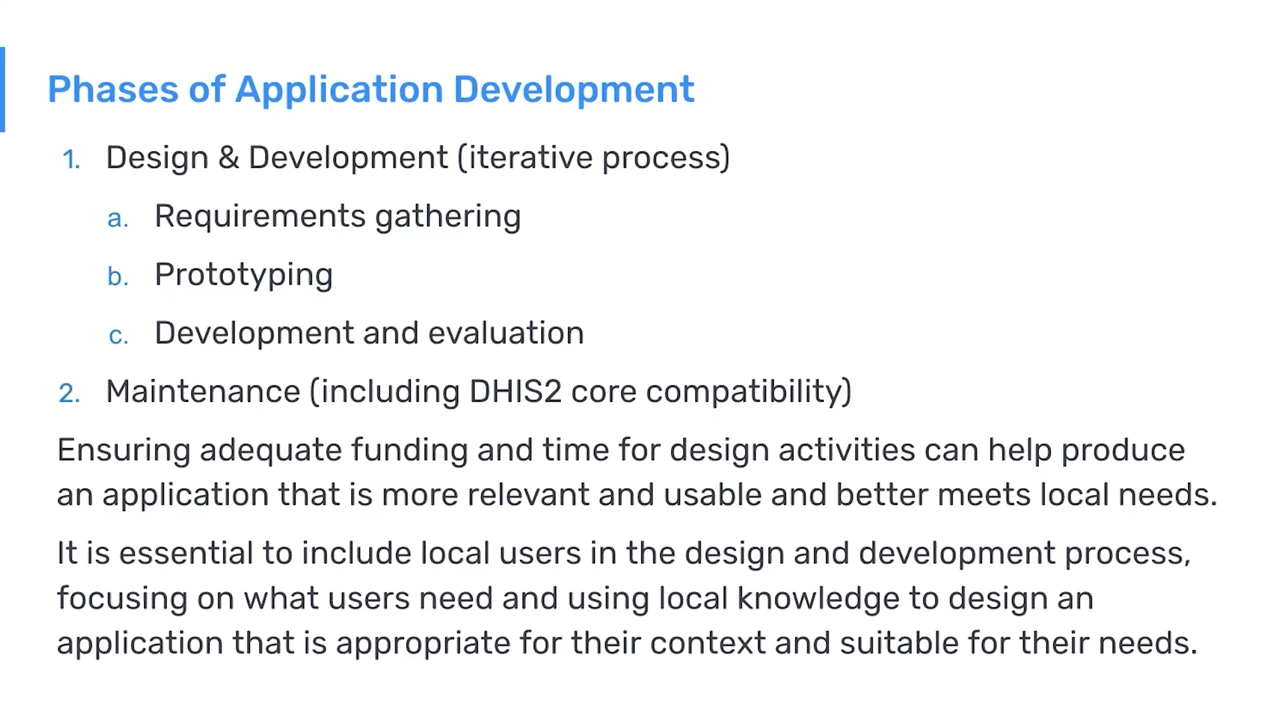 Phases of Application Development
1. Design & Development (iterative process)
a. Requirements gathering
b. Prototyping
c. Development and evaluation
2. Maintenance (including DHIS2 core compatibility)
Ensuring adequate funding and time for design activities can help produce
an application that is more relevant and usable and better meets local needs.
It is essential to include local users in the design and development process,
focusing on what users need and using local knowledge to design an
application that is appropriate for their context and suitable for their needs.